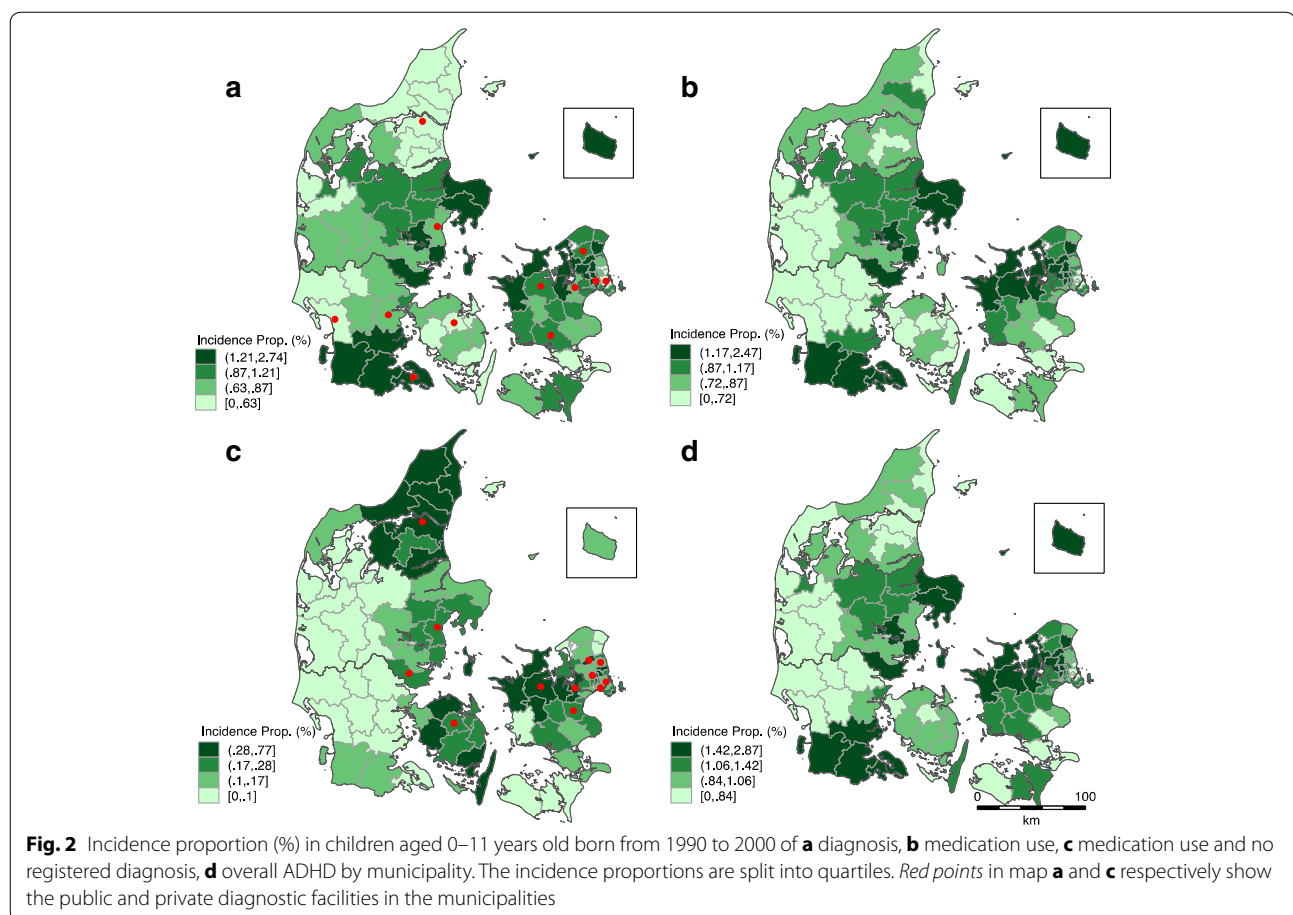 a
b
Incidence Prop. (%)
(1.21,2.74]
(.87,1.21]
(.63,.87]
[0,.63]
Incidence Prop. (%)
(1.17,2.47]
(.87,1.17]
(.72,.87]
[0,.72]
c
d
Incidence Prop. (%)
(.28,.77]
(.17,.28]
(.1,.17]
[0,.1]
Incidence Prop. (%)
(1.42,2.87]
(1.06,1.42]
(.84,1.06]
[0,.84]
0 100
km
Fig. 2 Incidence proportion (%) in children aged 0–11 years old born from 1990 to 2000 of a diagnosis, b medication use, c medication use and no
registered diagnosis, d overall ADHD by municipality. The incidence proportions are split into quartiles. Red points in map a and c respectively show
the public and private diagnostic facilities in the municipalities